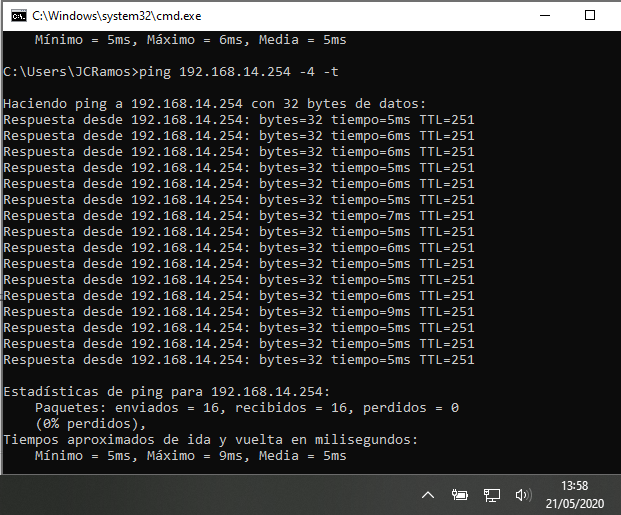 C:\Windows\system32\cmd.exe
Mínimo = 5ms, Máximo = 6ms, Media = 5ms
C:\Users\JCRamos>ping 192.168.14.254 -4 -t
Haciendo ping a 192.168.14.254 con 32 bytes de datos:
Respuesta desde 192.168.14.254: bytes=32 tiempo=5ms TTL=251
Respuesta desde 192.168.14.254: bytes=32 tiempo=6ms TTL=251
Respuesta desde 192.168.14.254: bytes=32 tiempo=6ms TTL=251
Respuesta desde 192.168.14.254: bytes=32 tiempo=5ms TTL=251
Respuesta desde 192.168.14.254: bytes=32 tiempo=6ms TTL=251
Respuesta desde 192.168.14.254: bytes=32 tiempo=5ms TTL=251
Respuesta desde 192.168.14.254: bytes=32 tiempo=7ms TTL=251
Respuesta desde 192.168.14.254: bytes=32 tiempo=5ms TTL=251
Respuesta desde 192.168.14.254: bytes=32 tiempo=6ms TTL=251
Respuesta desde 192.168.14.254: bytes=32 tiempo=5ms TTL=251
Respuesta desde 192.168.14.254: bytes=32 tiempo=5ms TTL=251
Respuesta desde 192.168.14.254: bytes=32 tiempo=6ms TTL=251
Respuesta desde 192.168.14.254: bytes=32 tiempo=9ms TTL=251
Respuesta desde 192.168.14.254: bytes=32 tiempo=5ms TTL=251
Respuesta desde 192.168.14.254: bytes=32 tiempo=5ms TTL=251
Respuesta desde 192.168.14.254: bytes=32 tiempo=5ms TTL=251
Estadísticas de ping para 192.168.14.254:
Paquetes: enviados = 16, recibidos = 16, perdidos = 0
(0% perdidos),
Tiempos aproximados de ida y vuelta en milisegundos:
Mínimo = 5ms, Máximo = 9ms, Media = 5ms
13:58
21/05/2020